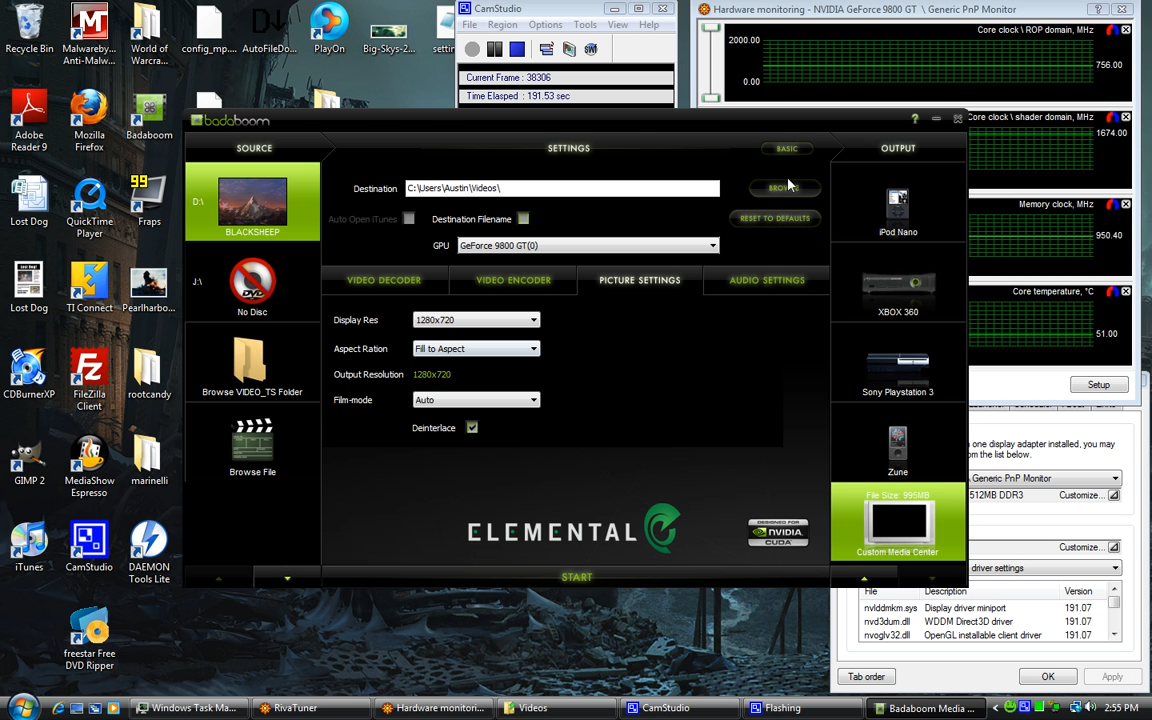 Recycle Bin
Malwareby...
Anti-Malw...
World of
Warcra...
config_mp....
AutoFileDo...
PlayOn
Big-Skys-2...
settin
Adobe
Reader 9
Mozilla
Firefox
Badaboom
Lost Dog
QuickTime
Player
99
Fraps
Lost Dog
TI Connect
Pearlharbo...
CDBurnerXP
FileZilla
Client
rootcandy
GIMP 2
MediaShow
Espresso
marinelli
iTunes
CamStudio
DAEMON
Tools Lite
freestar Free
DVD Ripper
CamStudio
File Region Options Tools View Help
Current Frame : 38306
Time Elasped : 191.53 sec
Hardware monitoring - NVIDIA GeForce 9800 GT \ Generic PnP Monitor
Core clock \ ROP domain, MHz
2000.00
756.00
0.00
Core clock \ shader domain, MHz
1674.00
Memory clock, MHz
950.40
Core temperature, °C
51.00
Setup
badaboom
SOURCE
SETTINGS
BASIC
OUTPUT
D:\
BLACKSHEEP
J:\
DVD
No Disc
Browse VIDEO_TS Folder
Browse File
Destination C:\Users\Austin\Videos\
Auto Open iTunes Destination Filename
RESET TO DEFAULTS
GPU GeForce 9800 GT(0)
VIDEO DECODER VIDEO ENCODER PICTURE SETTINGS AUDIO SETTINGS
Display Res 1280x720
Aspect Ration Fill to Aspect
Output Resolution 1280x720
Film-mode Auto
Deinterlace
ELEMENTAL
DESIGNED FOR
NVIDIA
CUDA
START
iPod Nano
XBOX 360
Sony Playstation 3
Zune
File Size: 995MB
Custom Media Center
one display adapter installed, you may
om the list below.
\ Generic PnP Monitor
512MB DDR3 Customize...
Customize...
driver settings
File Description Version
nvlddmkm.sys Display driver miniport 191.07
nvd3dum.dll WDDM Direct3D driver 191.07
nvoglv32.dll OpenGL installable client driver 191.07
Tab order OK Apply
Windows Task Ma...
RivaTuner
Hardware monitori...
Videos
CamStudio
Flashing
Badaboom Media ...
2:55 PM